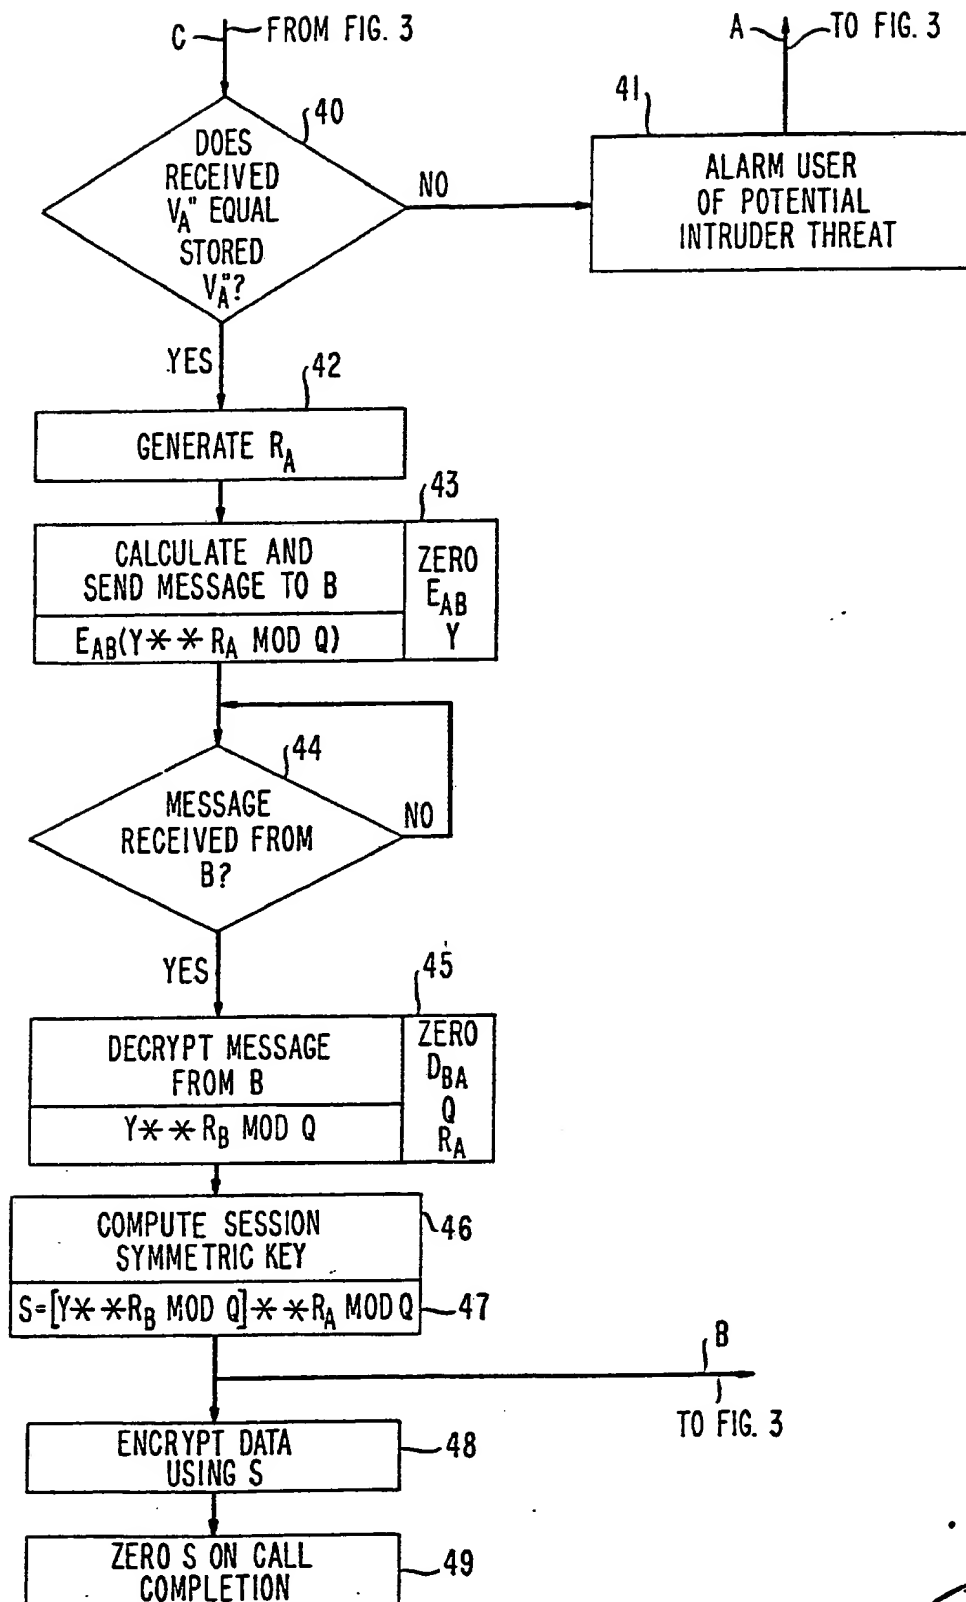 C
FROM FIG. 3
A
TO FIG. 3
40
DOES
RECEIVED
V_A" EQUAL
STORED
V_A"?
NO
41
ALARM USER
OF POTENTIAL
INTRUDER THREAT
YES
42
GENERATE R_A
43
CALCULATE AND
SEND MESSAGE TO B
E_AB(Y** R_A MOD Q)
ZERO
E_AB
Y
44
MESSAGE
RECEIVED FROM
B?
NO
YES
45
DECRYPT MESSAGE
FROM B
Y** R_B MOD Q
ZERO
D_BA
Q
R_A
COMPUTE SESSION
SYMMETRIC KEY
46
S=[Y**R_B MOD Q]**R_A MOD Q
47
B
TO FIG. 3
ENCRYPT DATA
USING S
48
ZERO S ON CALL
COMPLETION
49